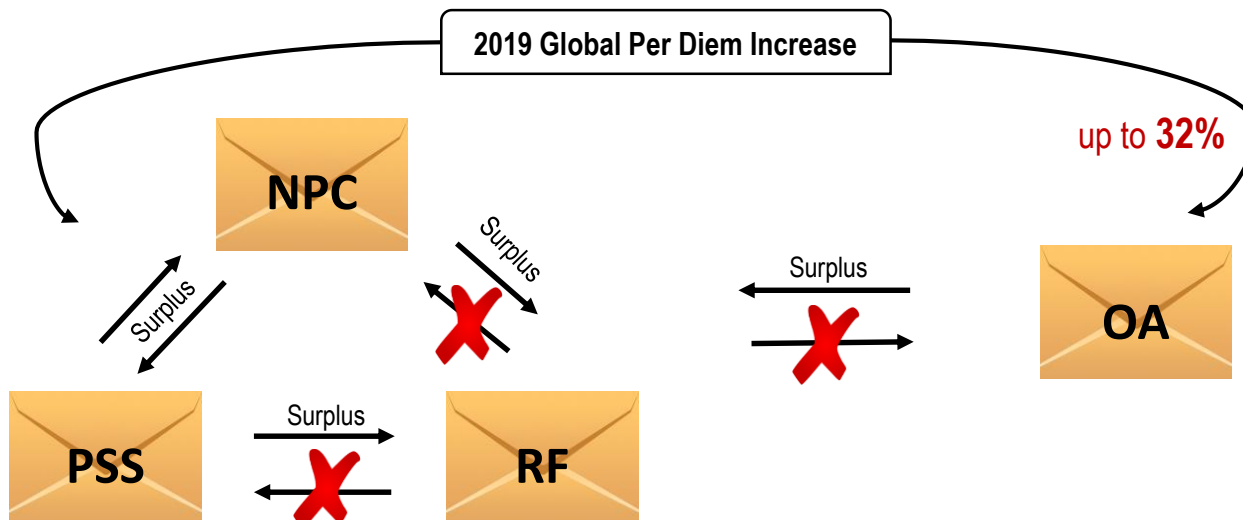 2019 Global Per Diem Increase
up to 32%
NPC
Surplus
Surplus
Surplus
OA
Surplus
PSS
RF